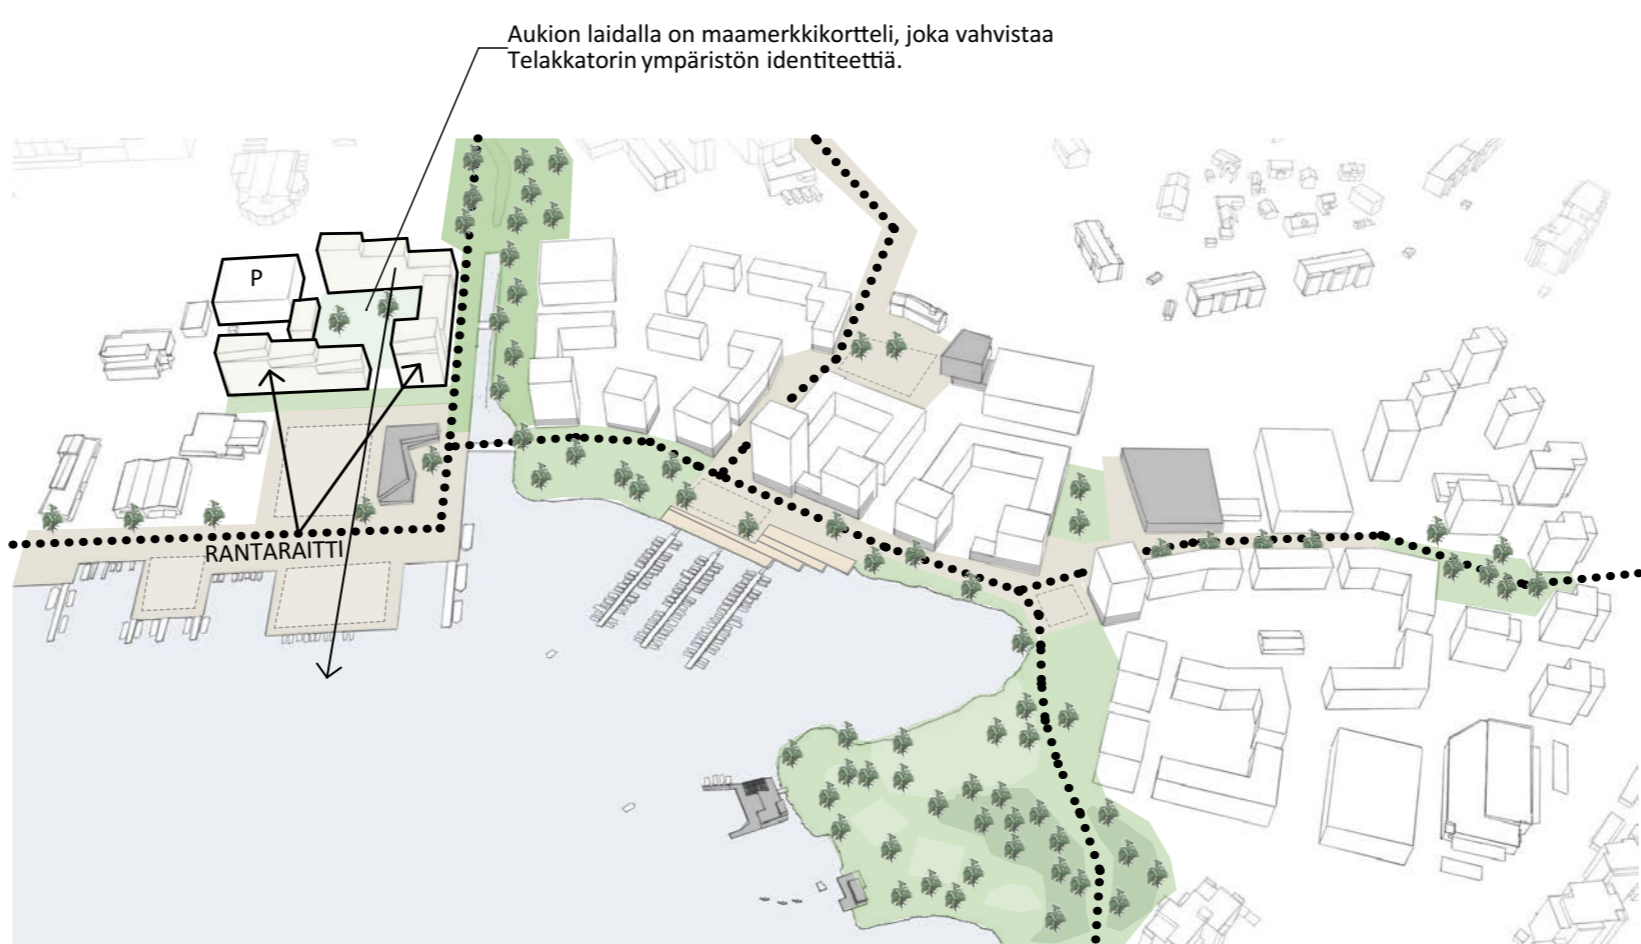 Aukion laidalla on maamerkkikortteli, joka vahvistaa
Telakkatorin ympäristön identiteettiä.
P
RANTARAITTI